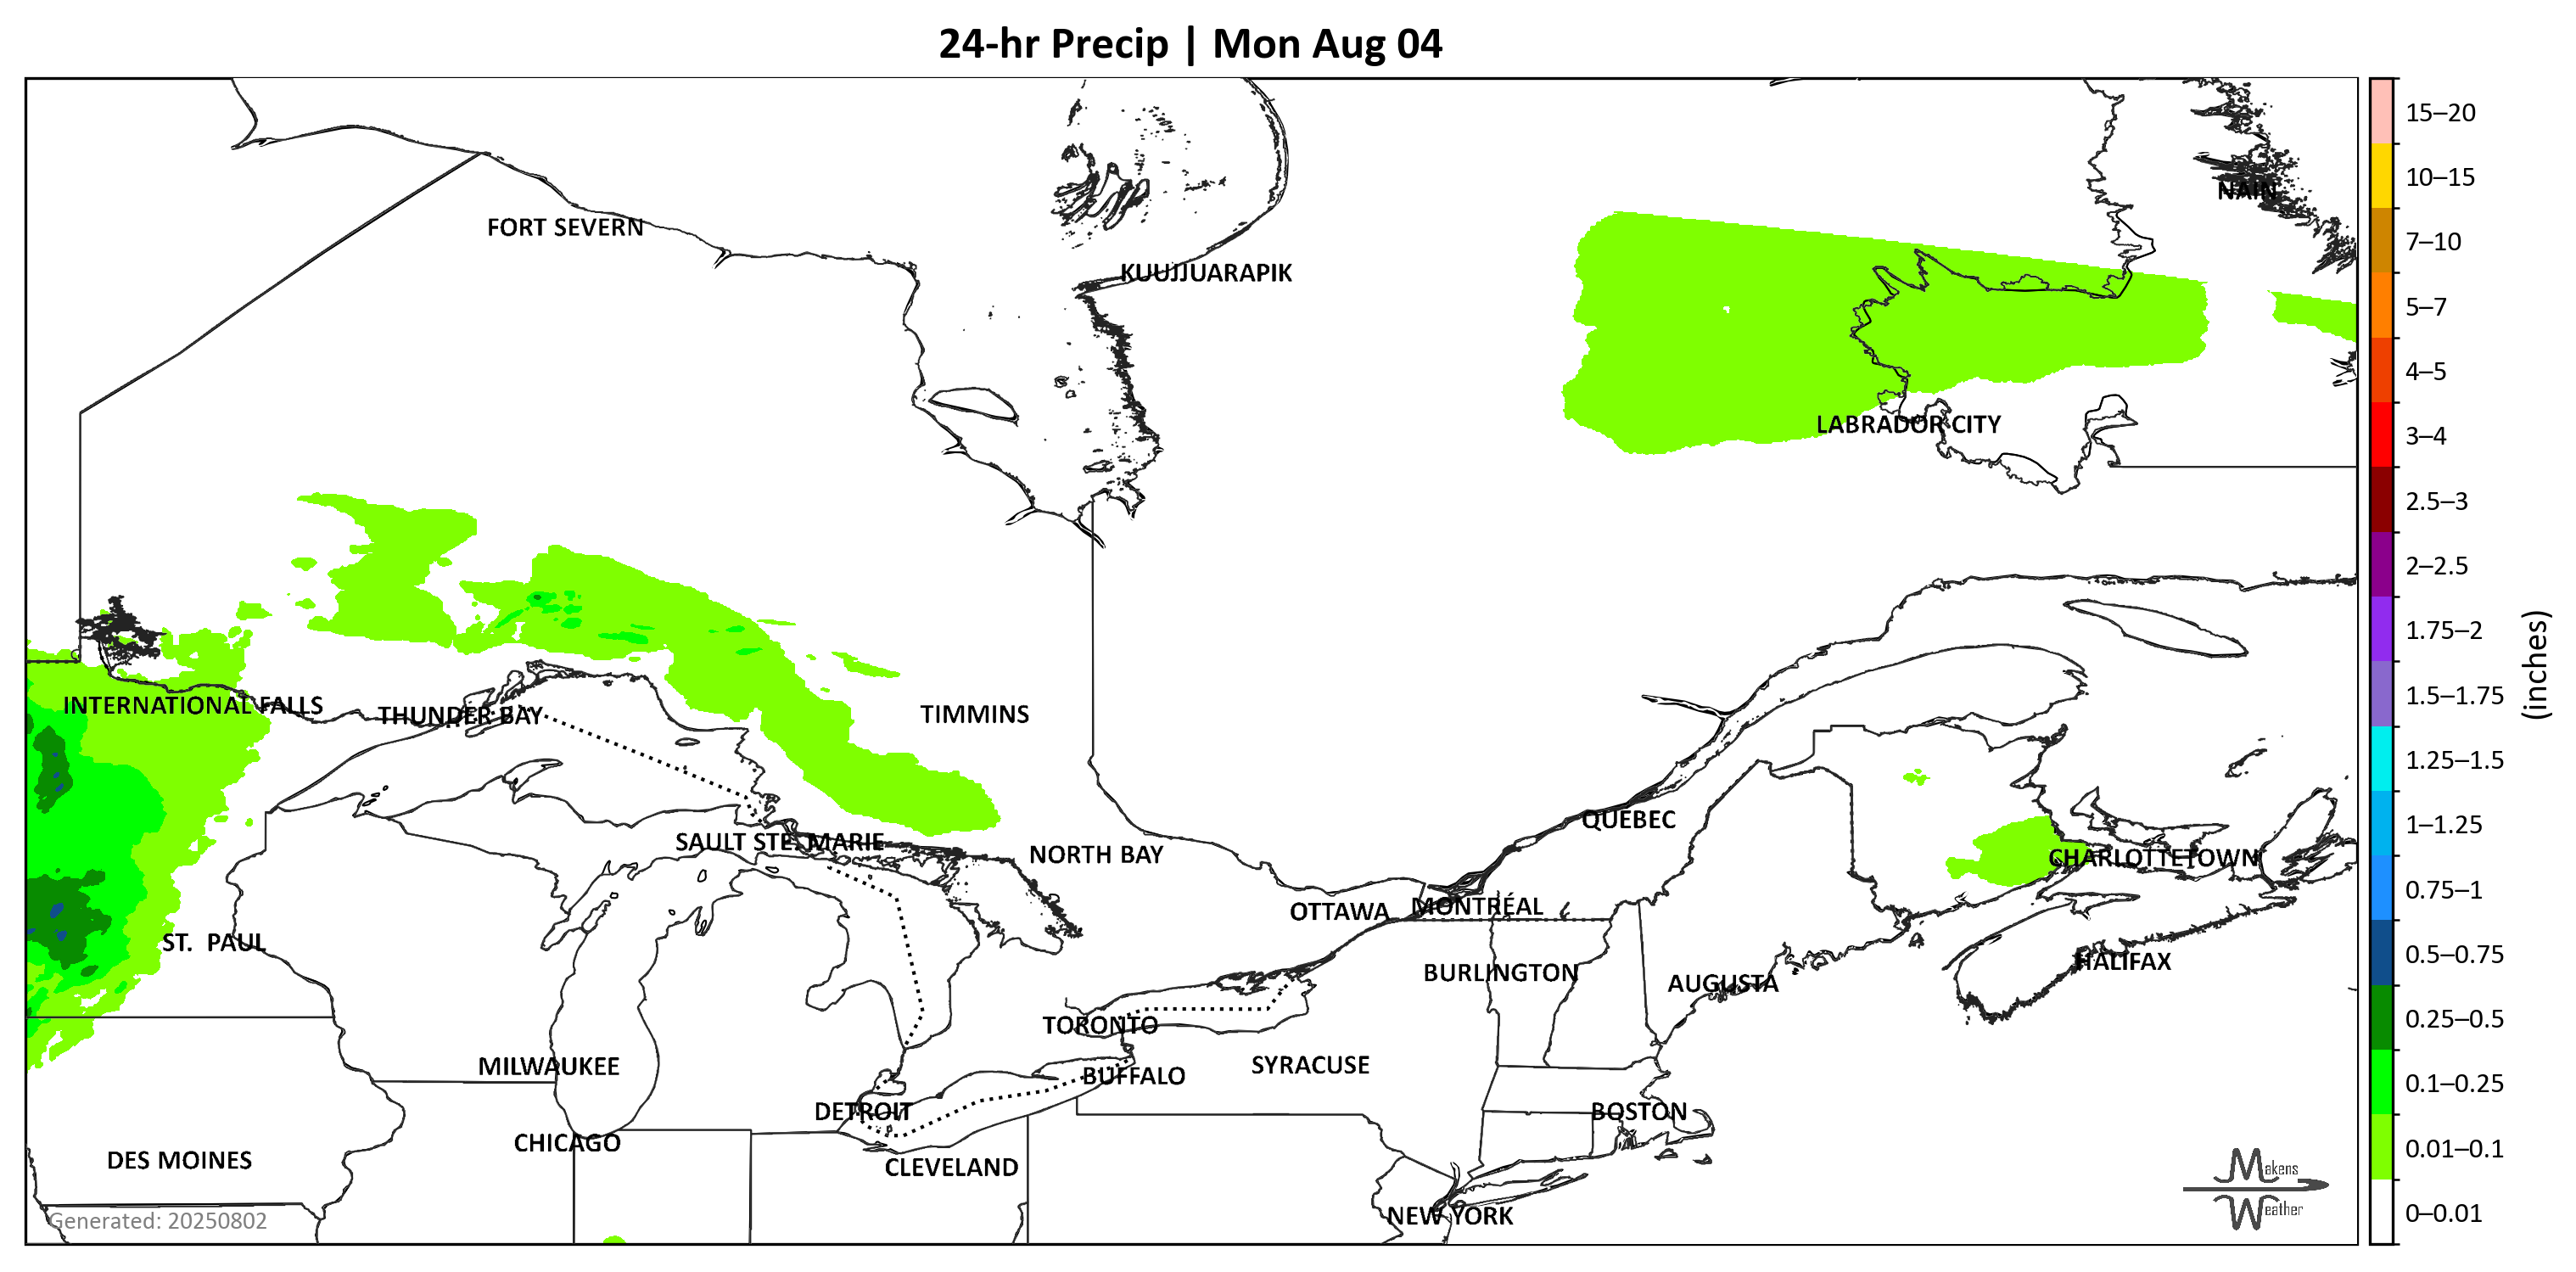 24-hr Precip | Mon Aug 04
NAIN
FORT SEVERN
KUUJJUARAPIK
LABRADOR CITY
INTERNATIONAL FALLS
THUNDER BAY
TIMMINS
SAULT STE. MARIE
NORTH BAY
QUEBEC
CHARLOTTETOWN
OTTAWA
MONTRÉAL
ST. PAUL
BURLINGTON
AUGUSTA
HALIFAX
TORONTO
MILWAUKEE
SYRACUSE
BUFFALO
DETROIT
BOSTON
CHICAGO
DES MOINES
CLEVELAND
NEW YORK
Generated: 20250802
Makens
Weather
15–20
10–15
7–10
5–7
4–5
3–4
2.5–3
2–2.5
1.75–2
1.5–1.75
1.25–1.5
1–1.25
0.75–1
0.5–0.75
0.25–0.5
0.1–0.25
0.01–0.1
0–0.01
(inches)